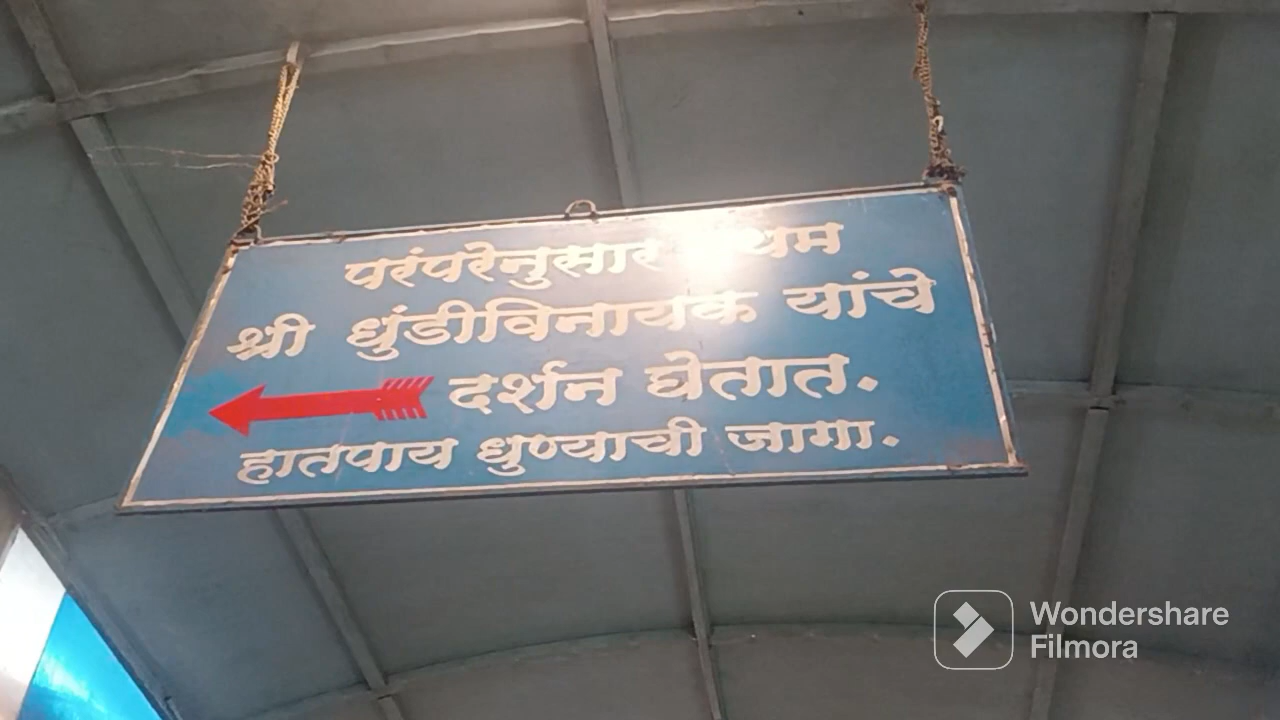 परंपरेनुसार प्रथम
श्री धुंडीविनायक यांचे
दर्शन घेतात.
हातपाय धुण्याची जागा.
Wondershare
Filmora